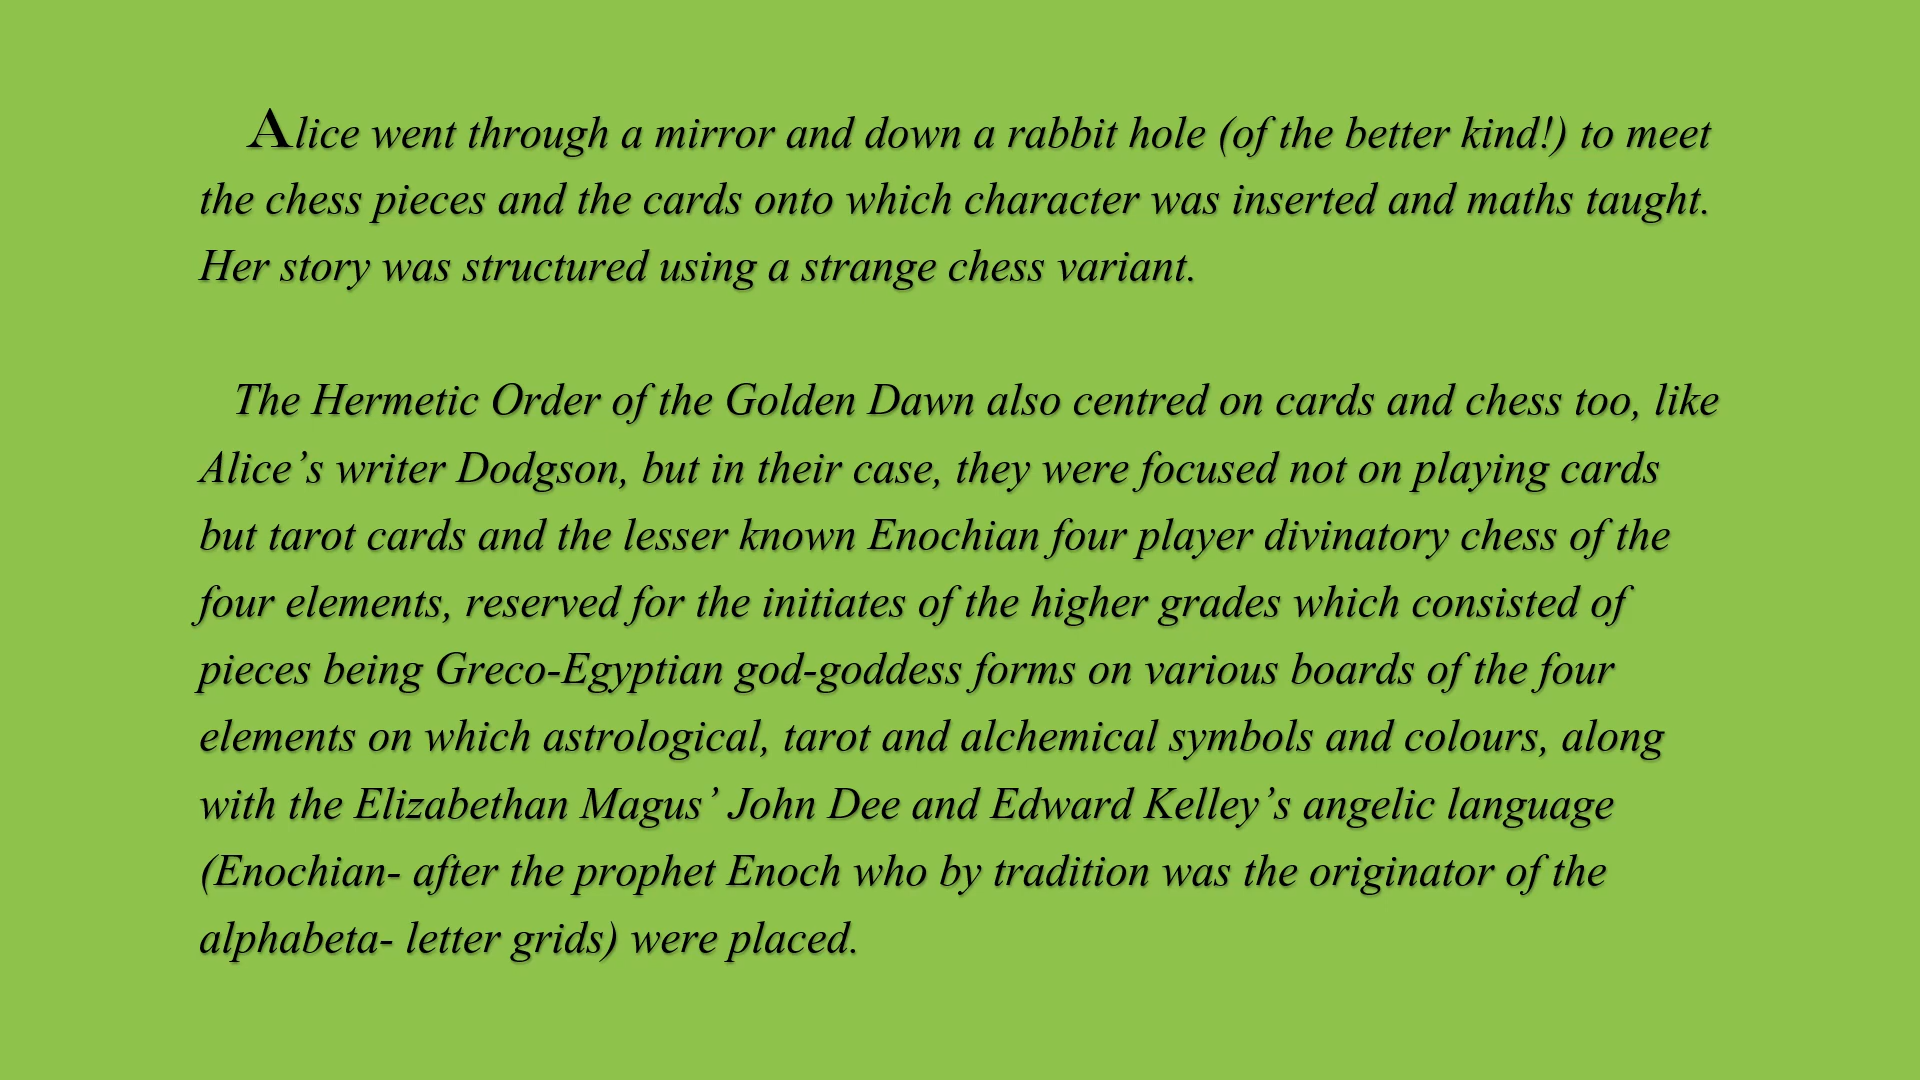 Alice went through a mirror and down a rabbit hole (of the better kind!) to meet
the chess pieces and the cards onto which character was inserted and maths taught.
Her story was structured using a strange chess variant.
The Hermetic Order of the Golden Dawn also centred on cards and chess too, like
Alice’s writer Dodgson, but in their case, they were focused not on playing cards
but tarot cards and the lesser known Enochian four player divinatory chess of the
four elements, reserved for the initiates of the higher grades which consisted of
pieces being Greco-Egyptian god-goddess forms on various boards of the four
elements on which astrological, tarot and alchemical symbols and colours, along
with the Elizabethan Magus’ John Dee and Edward Kelley’s angelic language
(Enochian- after the prophet Enoch who by tradition was the originator of the
alphabeta- letter grids) were placed.